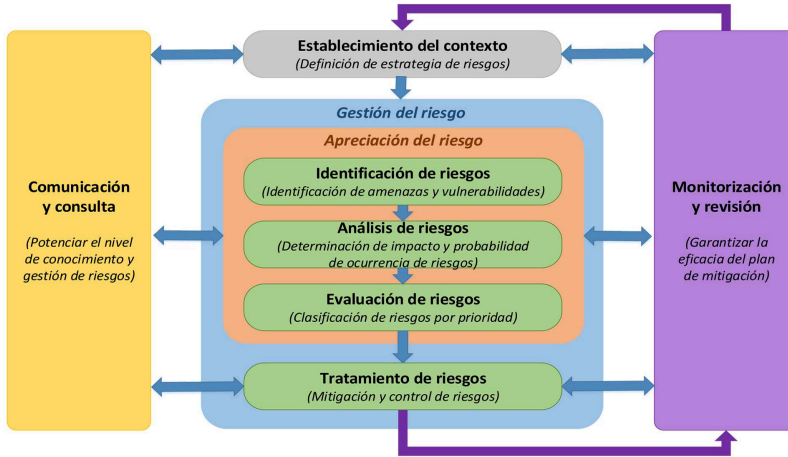 Establecimiento del contexto
(Definición de estrategia de riesgos)
Gestión del riesgo
Apreciación del riesgo
Identificación de riesgos
(Identificación de amenazas y vulnerabilidades)
Análisis de riesgos
(Determinación de impacto y probabilidad
de ocurrencia de riesgos)
Evaluación de riesgos
(Clasificación de riesgos por prioridad)
Tratamiento de riesgos
(Mitigación y control de riesgos)
Comunicación
y consulta
(Potenciar el nivel
de conocimiento y
gestión de riesgos)
Monitorización
y revisión
(Garantizar la
eficacia del plan
de mitigación)